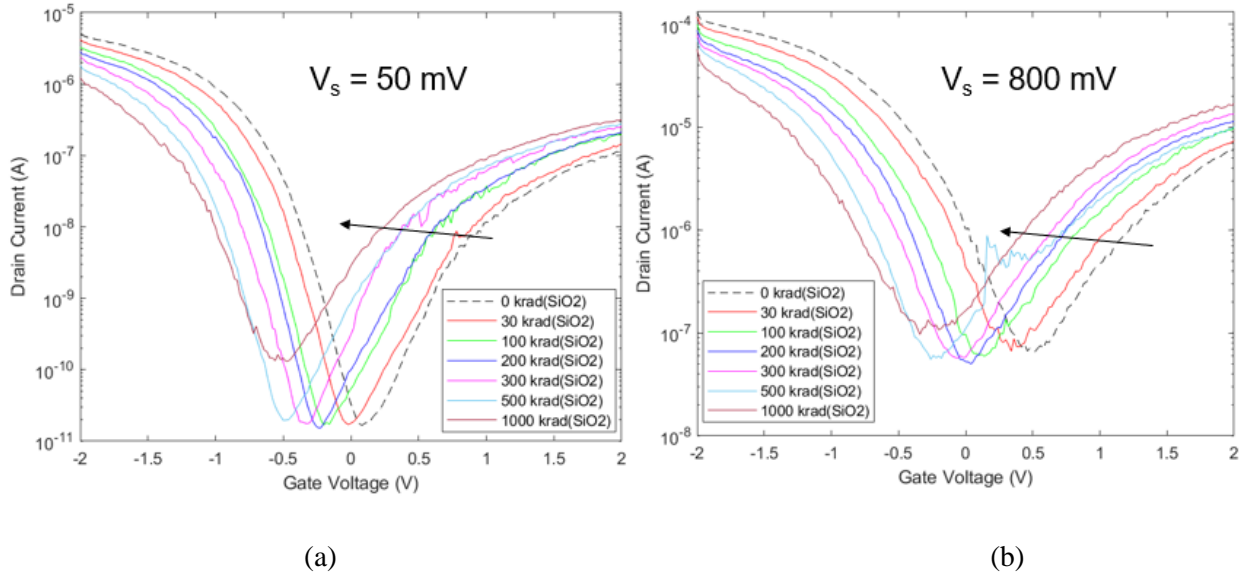 V_s = 50 mV
Drain Current (A)
10^-5
10^-6
10^-7
10^-8
10^-9
10^-10
10^-11
0 krad(SiO2)
30 krad(SiO2)
100 krad(SiO2)
200 krad(SiO2)
300 krad(SiO2)
500 krad(SiO2)
1000 krad(SiO2)
-2 -1.5 -1 -0.5 0 0.5 1 1.5 2
Gate Voltage (V)
(a)
V_s = 800 mV
Drain Current (A)
10^-4
10^-5
10^-6
10^-7
10^-8
0 krad(SiO2)
30 krad(SiO2)
100 krad(SiO2)
200 krad(SiO2)
300 krad(SiO2)
500 krad(SiO2)
1000 krad(SiO2)
-2 -1.5 -1 -0.5 0 0.5 1 1.5 2
Gate Voltage (V)
(b)